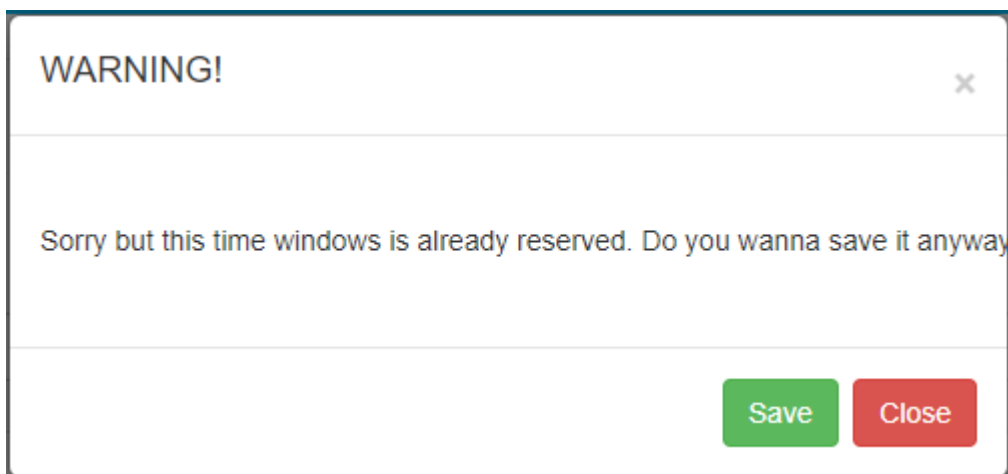 WARNING!
×
Sorry but this time windows is already reserved. Do you wanna save it anyway
Save
Close